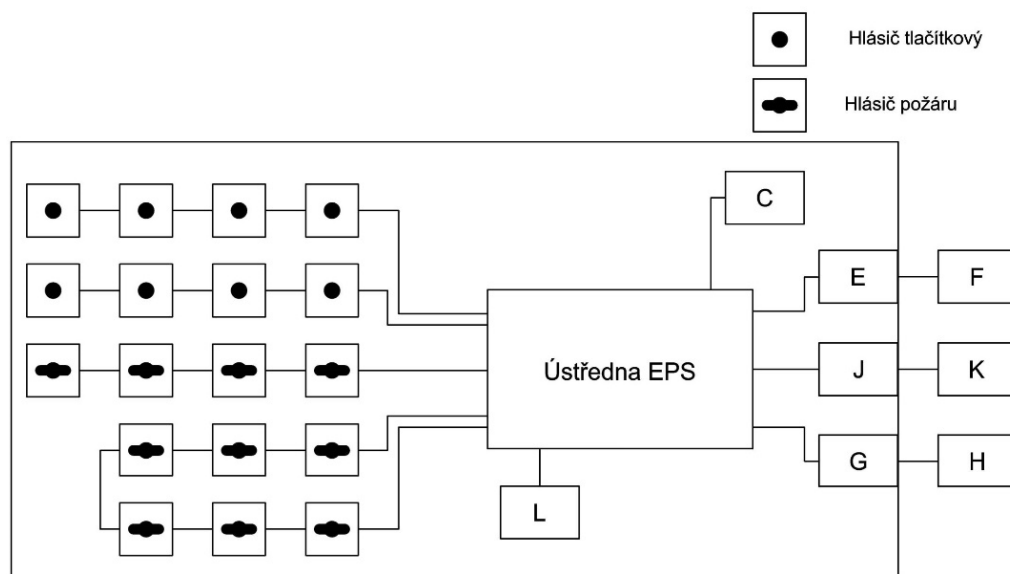 Hlásič tlačítkový
Hlásič požáru
C
E
F
Ústředna EPS
J
K
G
H
L